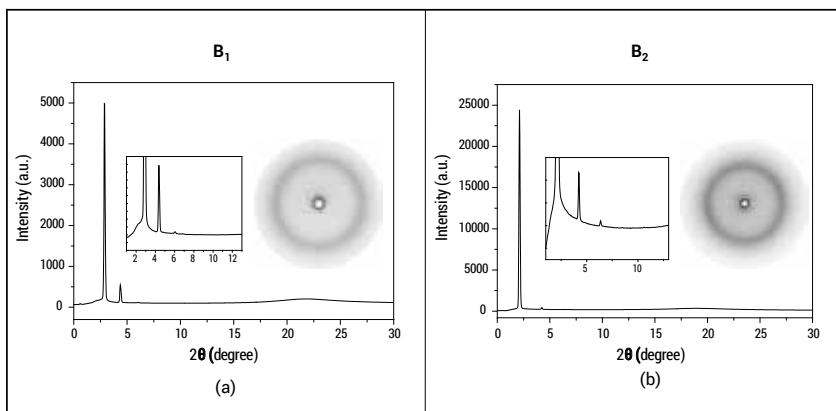 B₁
Intensity (a.u.)
5000
4000
3000
2000
1000
0
2 4 6 8 10 12
0 5 10 15 20 25 30
2θ (degree)
(a)
B₂
Intensity (a.u.)
25000
20000
15000
10000
5000
0
5 10
0 5 10 15 20 25 30
2θ (degree)
(b)